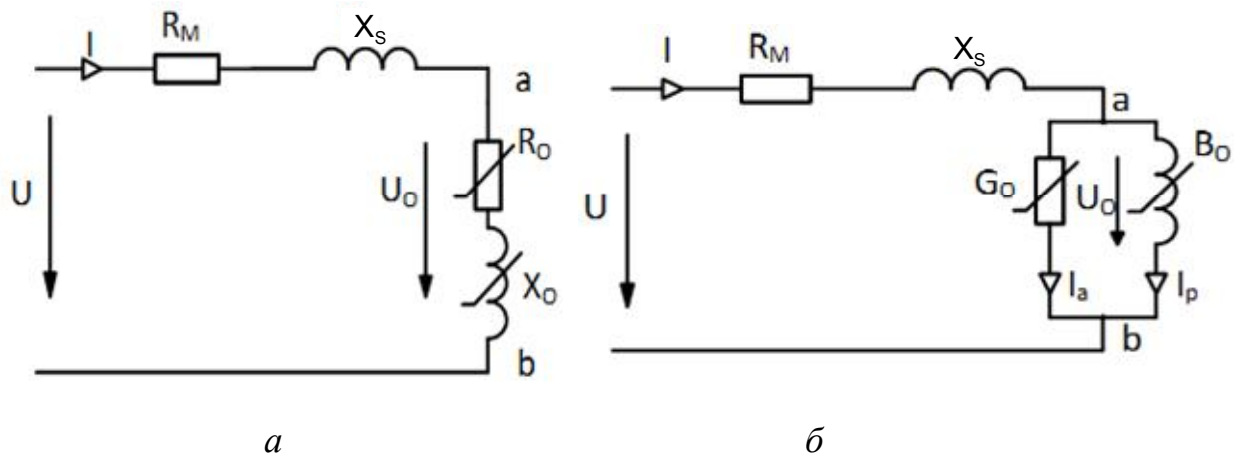 I R_M X_S a
U U_O R_O
X_O
b
а
I R_M X_S a
U G_O U_O B_O
I_a I_p
b
б